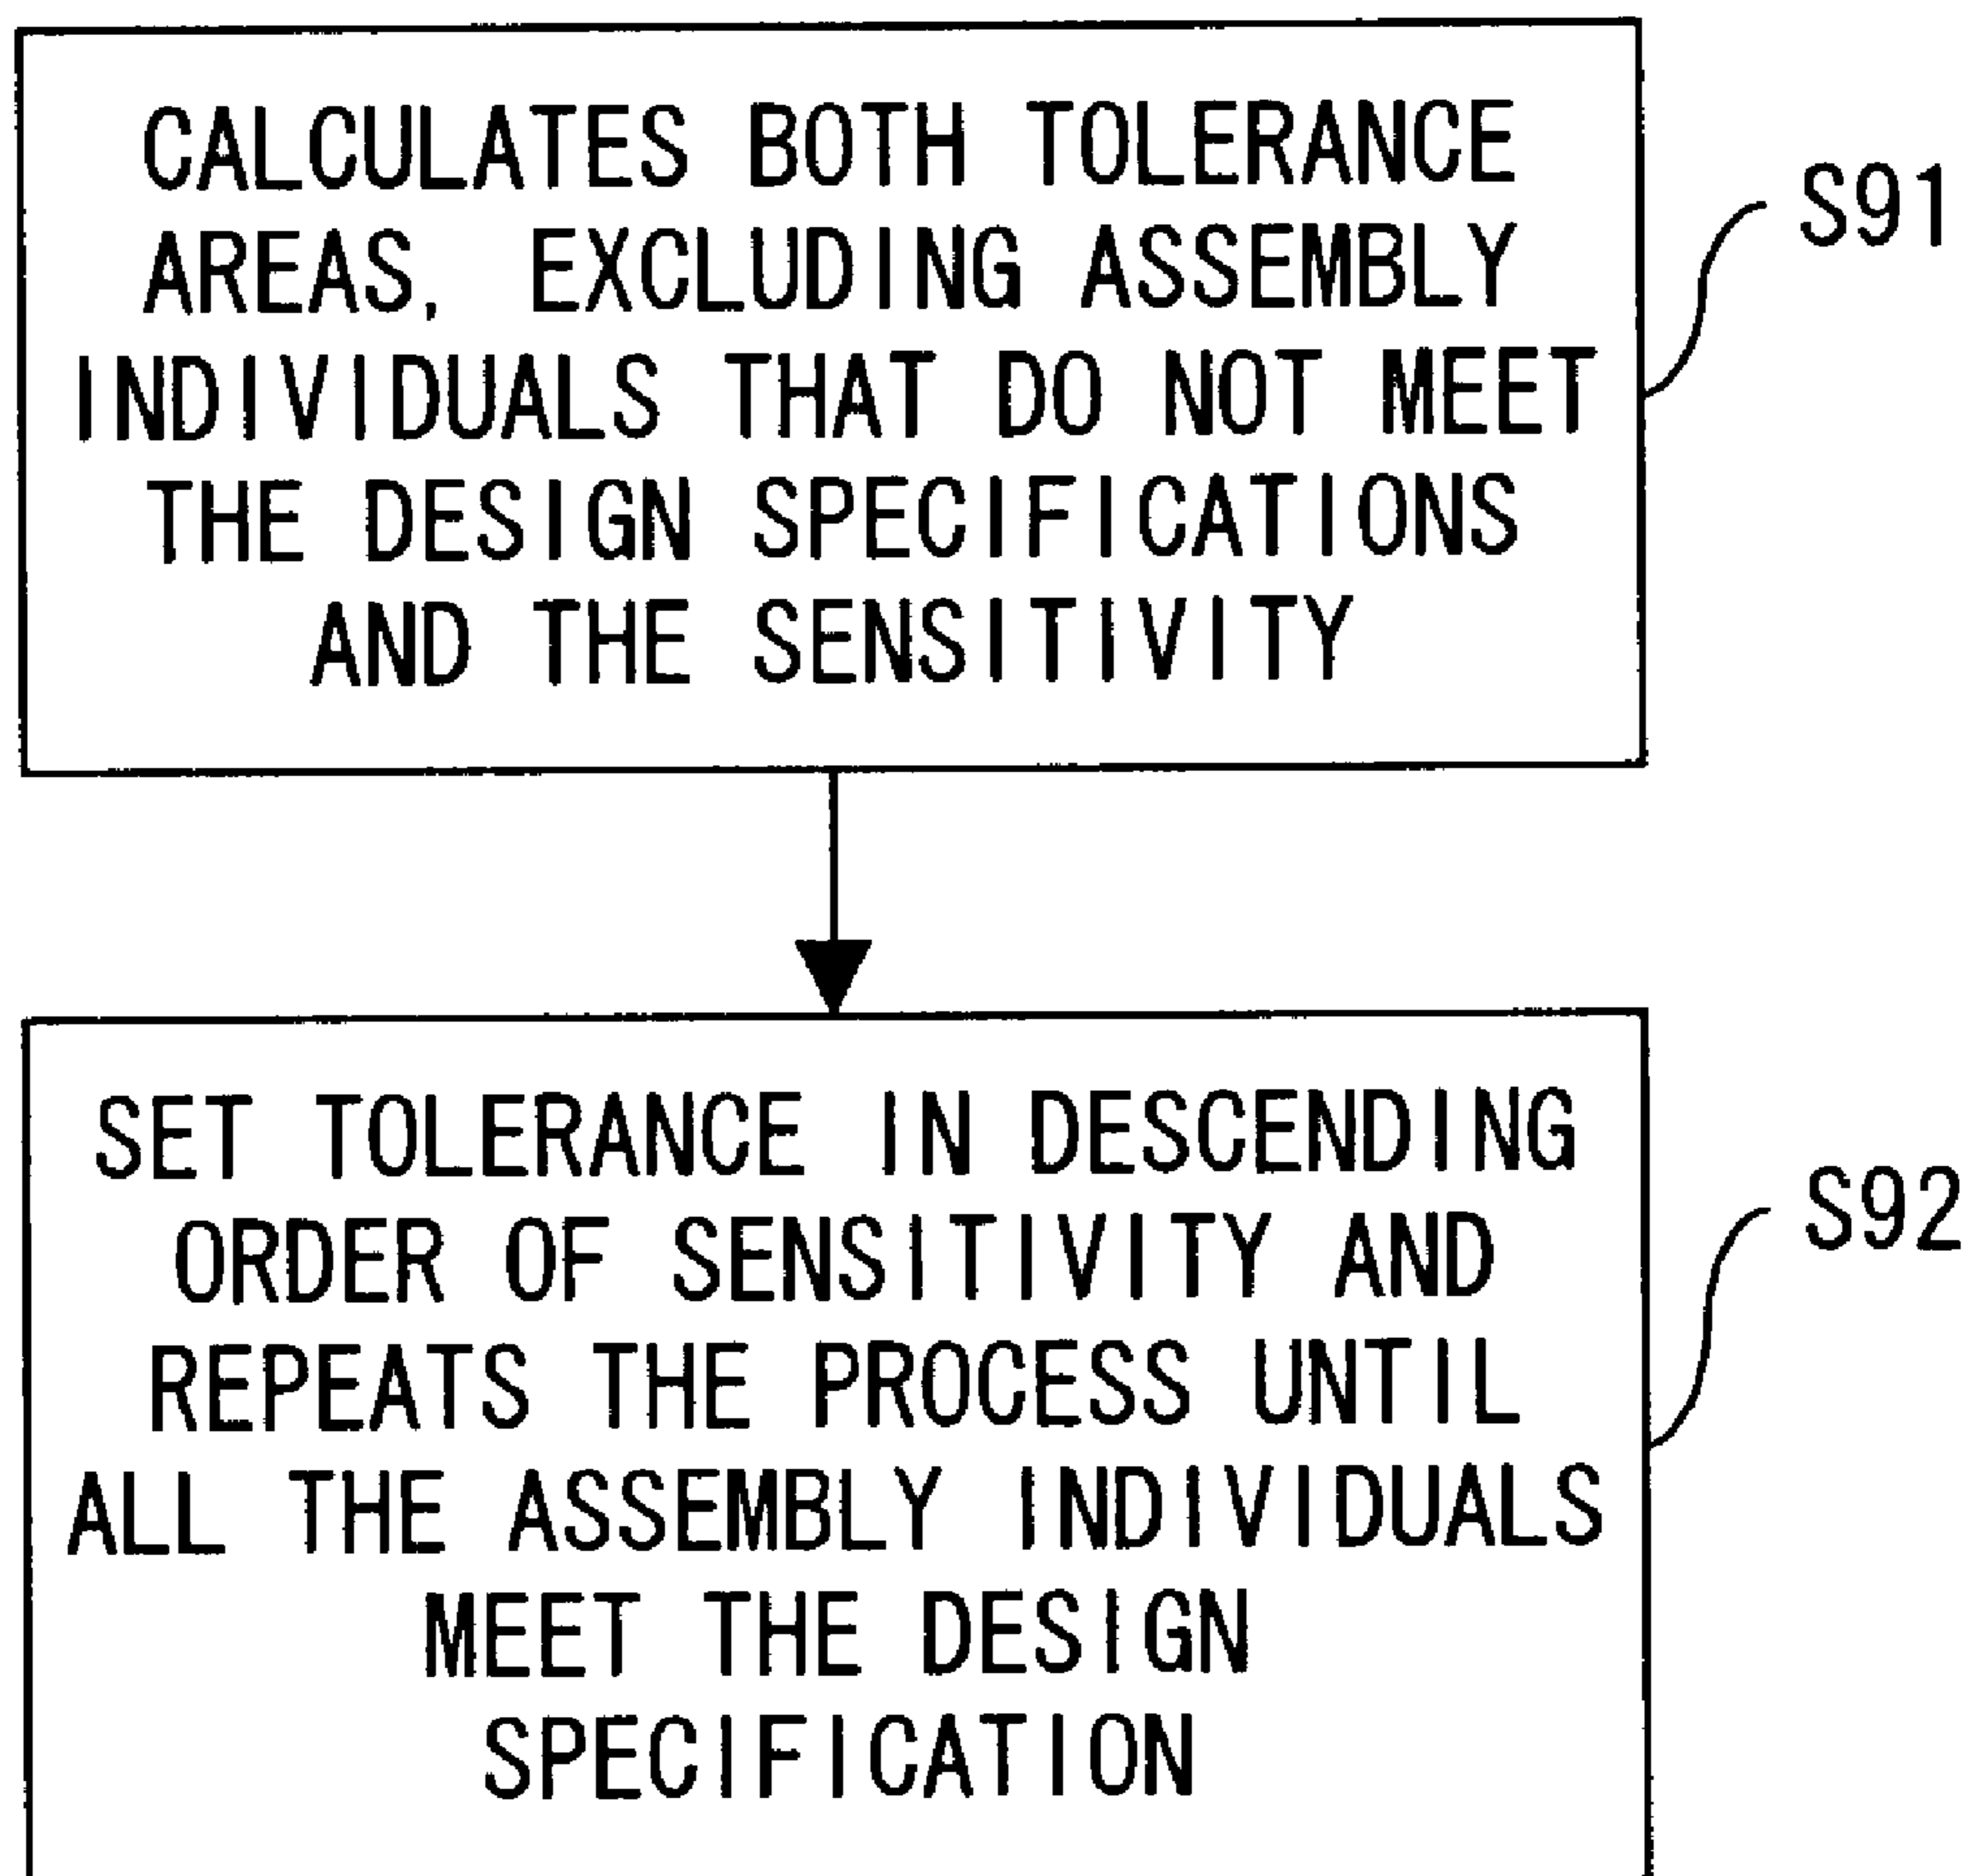 CALCULATES BOTH TOLERANCE
AREAS, EXCLUDING ASSEMBLY
INDIVIDUALS THAT DO NOT MEET
THE DESIGN SPECIFICATIONS
AND THE SENSITIVITY
S91
SET TOLERANCE IN DESCENDING
ORDER OF SENSITIVITY AND
REPEATS THE PROCESS UNTIL
ALL THE ASSEMBLY INDIVIDUALS
MEET THE DESIGN
SPECIFICATION
S92